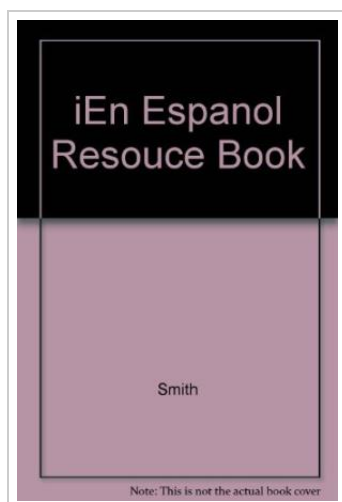 iEn Espanol
Resouce Book
Smith
Note: This is not the actual book cover